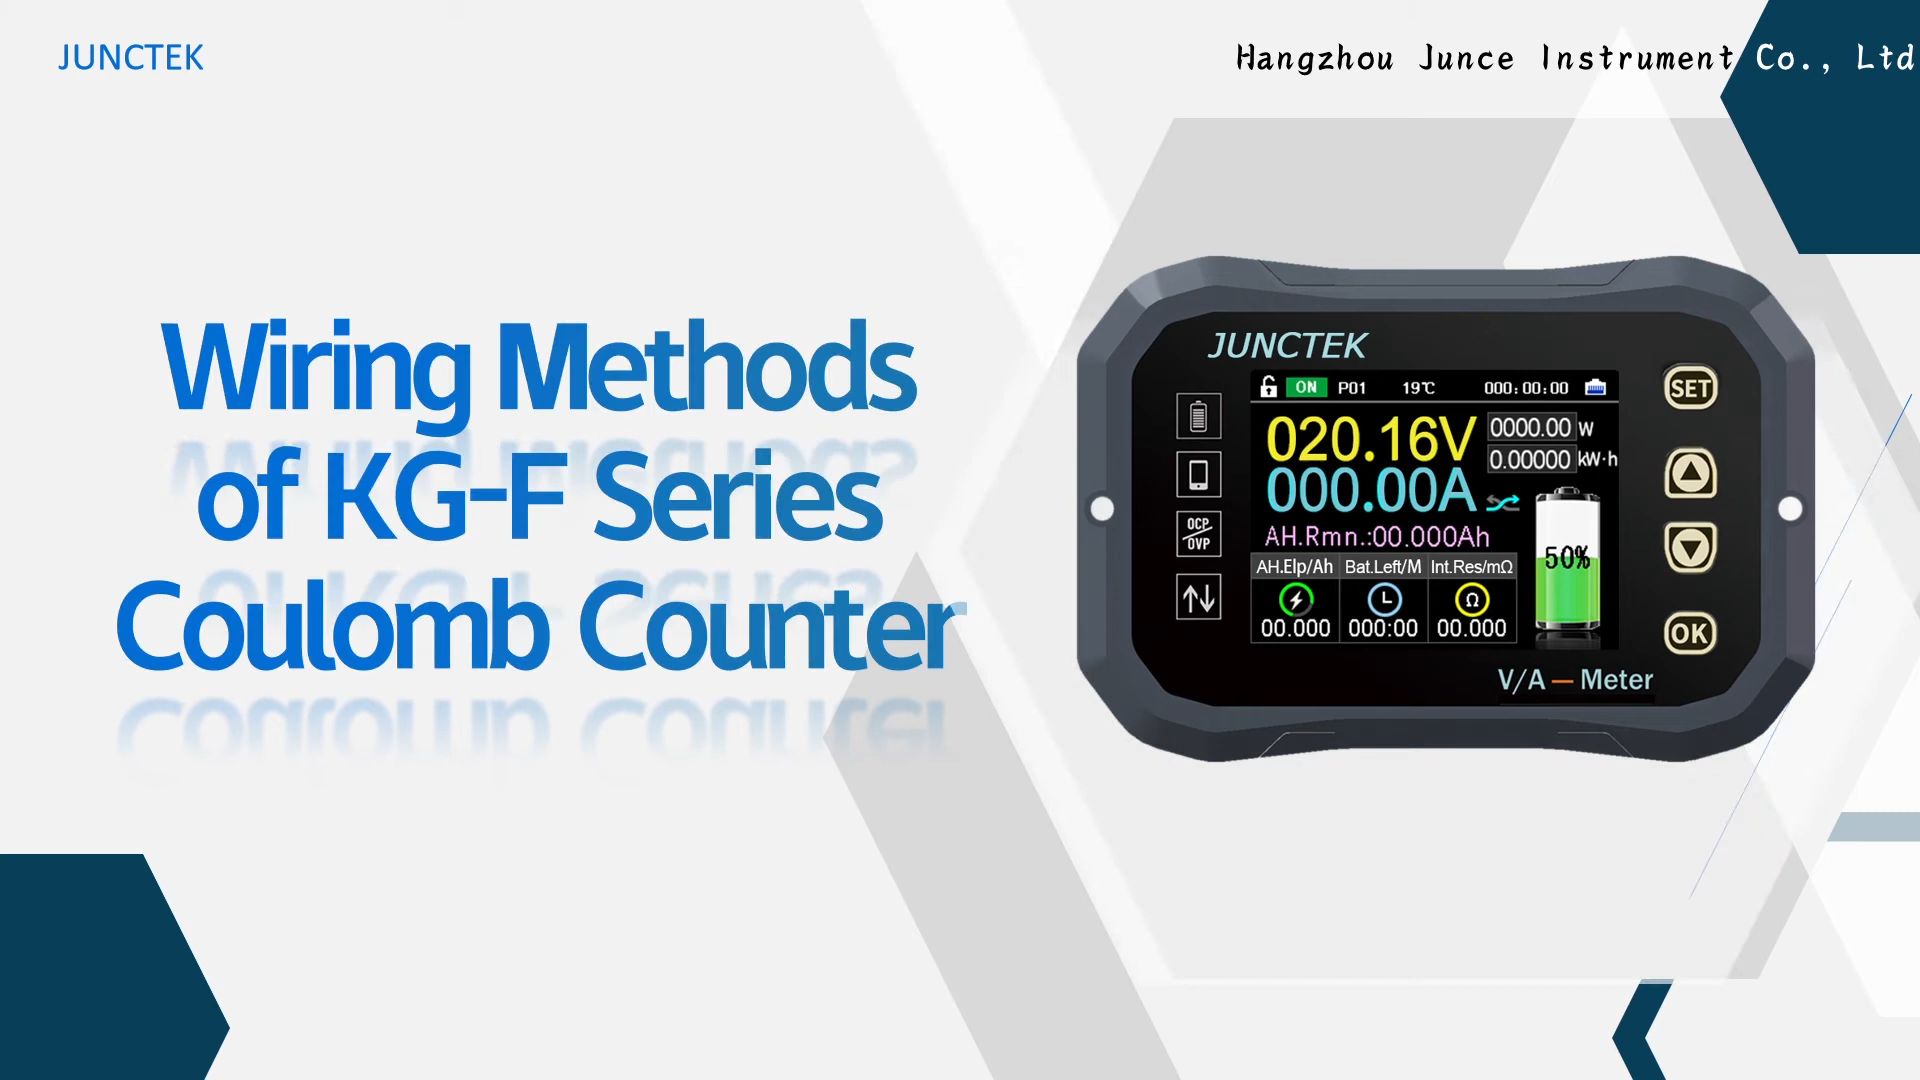 JUNCTEK
Hangzhou Junce Instrument Co., Ltd
Wiring Methods
of KG-F Series
Coulomb Counter
JUNCTEK
ON P01 19℃ 000:00:00
020.16V
0000.00 W
0.00000 kW·h
000.00A
AH.Rmn.:00.000Ah
50%
AH.Elp/Ah Bat.Left/M Int.Res/mΩ
Ω
00.000 000:00 00.000
OCP
OVP
SET
OK
V/A — Meter